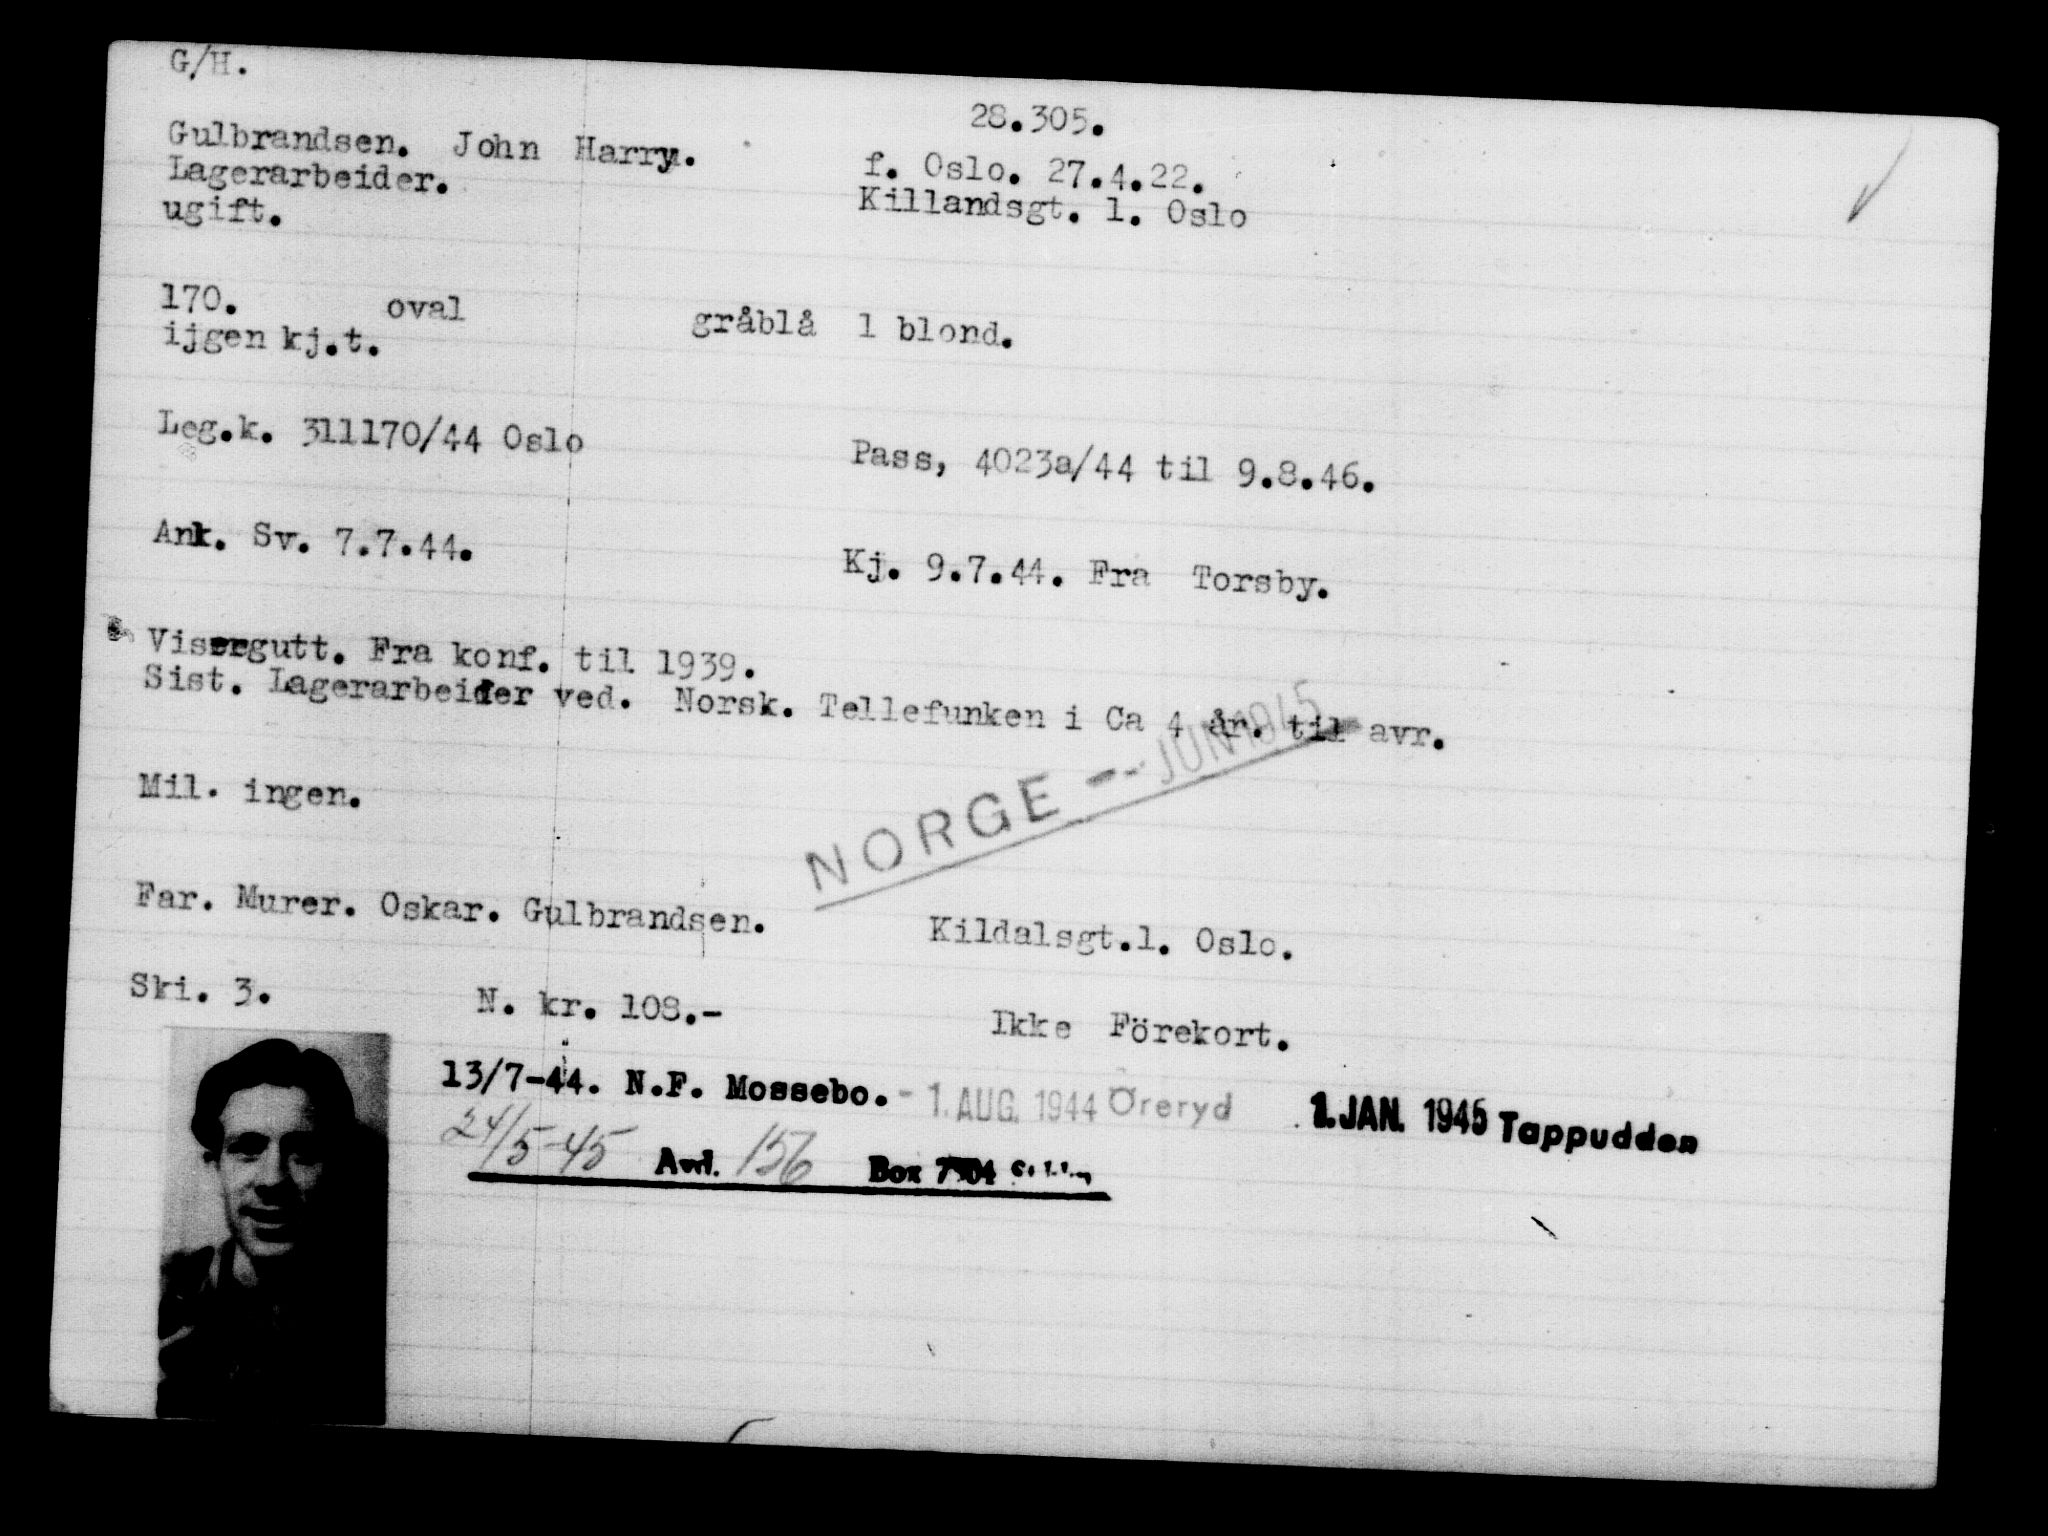 G/H.
28.305.
Gulbrandsen. John Harry. f. Oslo. 27.4.22.
Lagerarbeider. Killandsgt. 1. Oslo
ugift.
170. oval gråblå l blond.
ijgen kj.t.
Leg.k. 311170/44 Oslo Pass, 4023a/44 til 9.8.46.
Ank. Sv. 7.7.44. Kj. 9.7.44. Fra Torsby.
Visergutt. Fra konf. til 1939.
Sist. Lagerarbeider ved. Norsk. Tellefunken i Ca 4 år. til avr.
NORGE - JUN 1945
Mil. ingen.
Far. Murer. Oskar. Gulbrandsen. Kildalsgt.1. Oslo.
Ski. 3. N. kr. 108.- Ikke Förekort.
13/7-44. N.F. Mossebo. - 1. AUG. 1944 Öreryd 1. JAN. 1945 Tappudden
24/5-45 Avd. 156 Box 7904